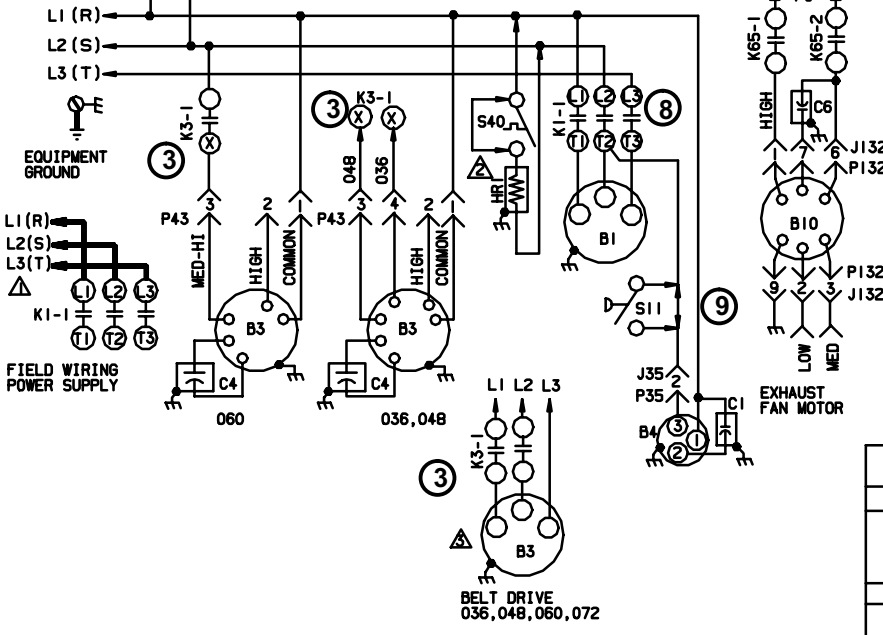 L1 (R)
L2 (S)
L3 (T)
EQUIPMENT
GROUND
K3-1
X
3
3
K3-1
X X
048
036
S40
2
HR1
K1-1
L1 L2 L3
T1 T2 T3
8
K65-1
K65-2
C6
HIGH
1 7 6 J132
P132
B10
P132
9 2 3 J132
LOW
MED
EXHAUST
FAN MOTOR
L1(R)
L2(S)
L3(T)
1
L1 L2 L3
K1-1
T1 T2 T3
FIELD WIRING
POWER SUPPLY
P43
3 2 1
MED-HI
HIGH
COMMON
B3
C4
060
P43
3 4 2 1
HIGH
COMMON
B3
C4
036,048
B1
S11
9
J35
2
P35
B4
3
1
2
C1
L1 L2 L3
K3-1
3
3
B3
BELT DRIVE
036,048,060,072